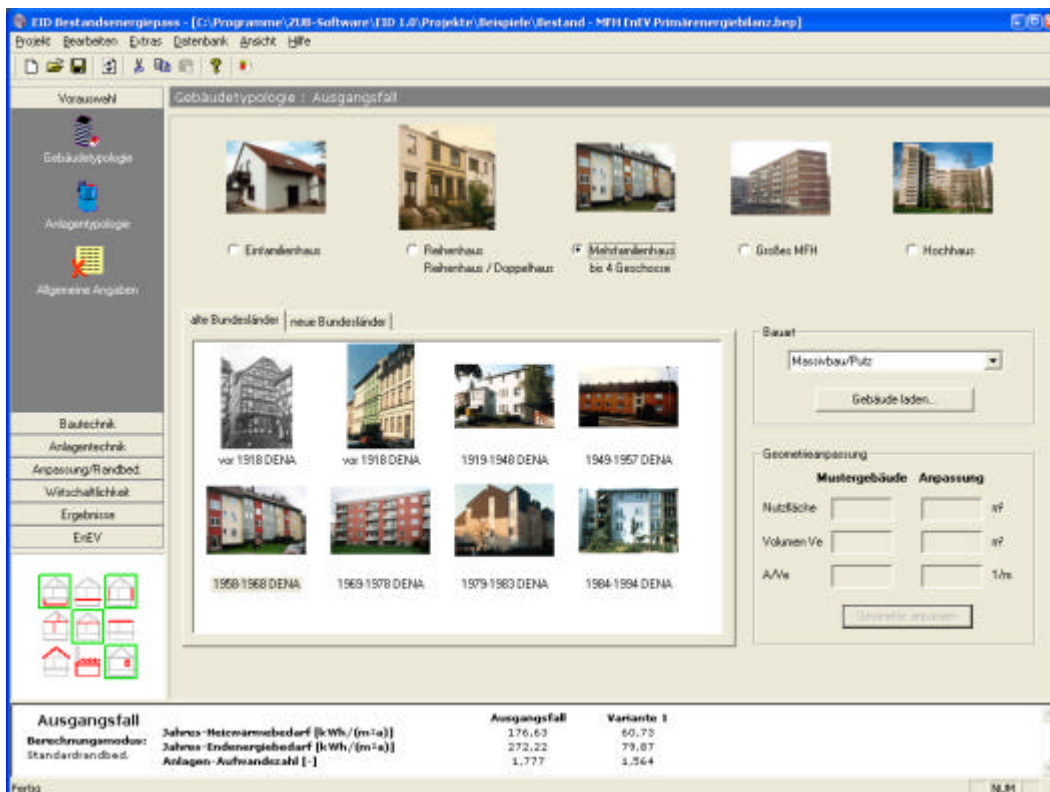 EID Bestandsenergiepass - [C:\Programme\ZUB-Software\EID 1.0\Projekte\Beispiele\Bestand - MFH EnEV Primärenergiebilanz.bep]
Projekt Bearbeiten Extras Datenbank Ansicht Hilfe
Vorauswahl
Gebäudetypologie : Ausgangsfall
Gebäudetypologie
Anlagentypologie
Allgemeine Angaben
Einfamilienhaus
Reihenhaus
Reihenhaus / Doppelhaus
Mehrfamilienhaus
bis 4 Geschosse
Großes MFH
Hochhaus
alte Bundesländer
neue Bundesländer
vor 1918 DENA
vor 1918 DENA
1919-1948 DENA
1949-1957 DENA
1958-1968 DENA
1969-1978 DENA
1979-1983 DENA
1984-1994 DENA
Bauart
Massivbau/Putz
Gebäude laden...
Geometrieanpassung
Mustergebäude Anpassung
Nutzfläche m²
Volumen Ve
A/Ve 1/m
Geometrie anpassen
Bautechnik
Anlagentechnik
Anpassung/Randbed.
Wirtschaftlichkeit
Ergebnisse
EnEV
Ausgangsfall
Berechnungsmodus:
Standardrandbed.
Ausgangsfall Variante 1
Jahres-Heizwärmebedarf [kWh/(m²a)] 176,63 60,73
Jahres-Endenergiebedarf [kWh/(m²a)] 272,22 79,87
Anlagen-Aufwandszahl [-] 1,777 1,564
Fertig
NUM